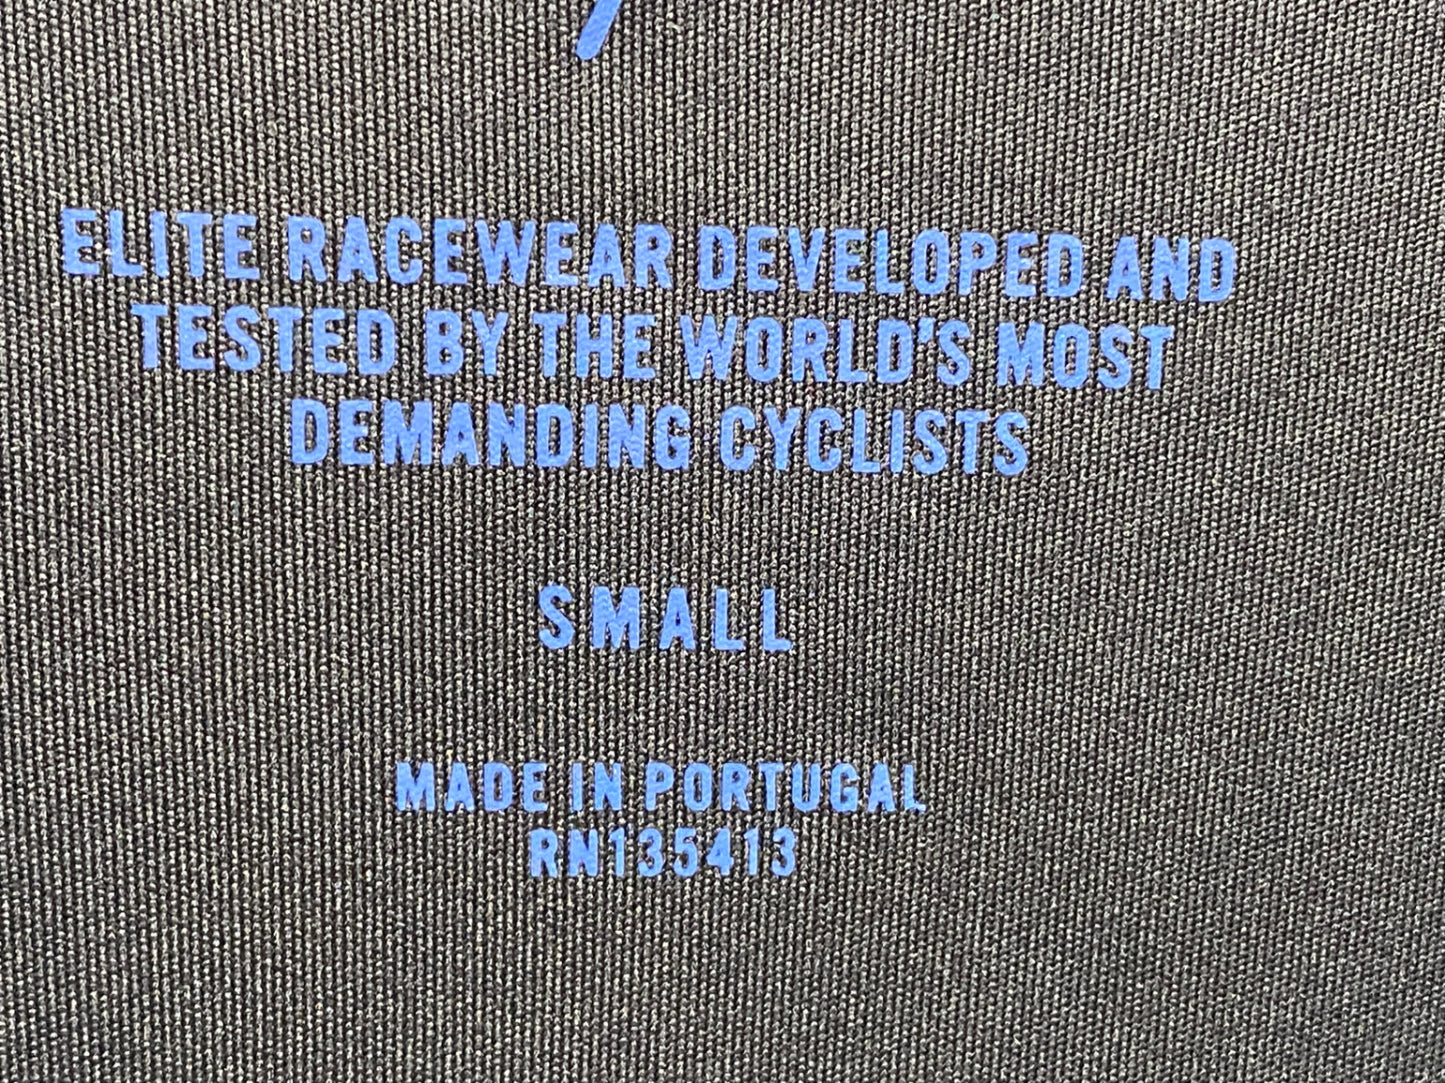 ELITE RACEWEAR DEVELOPED AND
TESTED BY THE WORLD'S MOST
DEMANDING CYCLISTS
SMALL
MADE IN PORTUGAL
RN135413